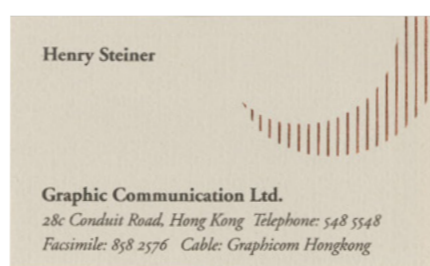 Henry Steiner
Graphic Communication Ltd.
28c Conduit Road, Hong Kong Telephone: 548 5548
Facsimile: 858 2576 Cable: Graphicom Hongkong